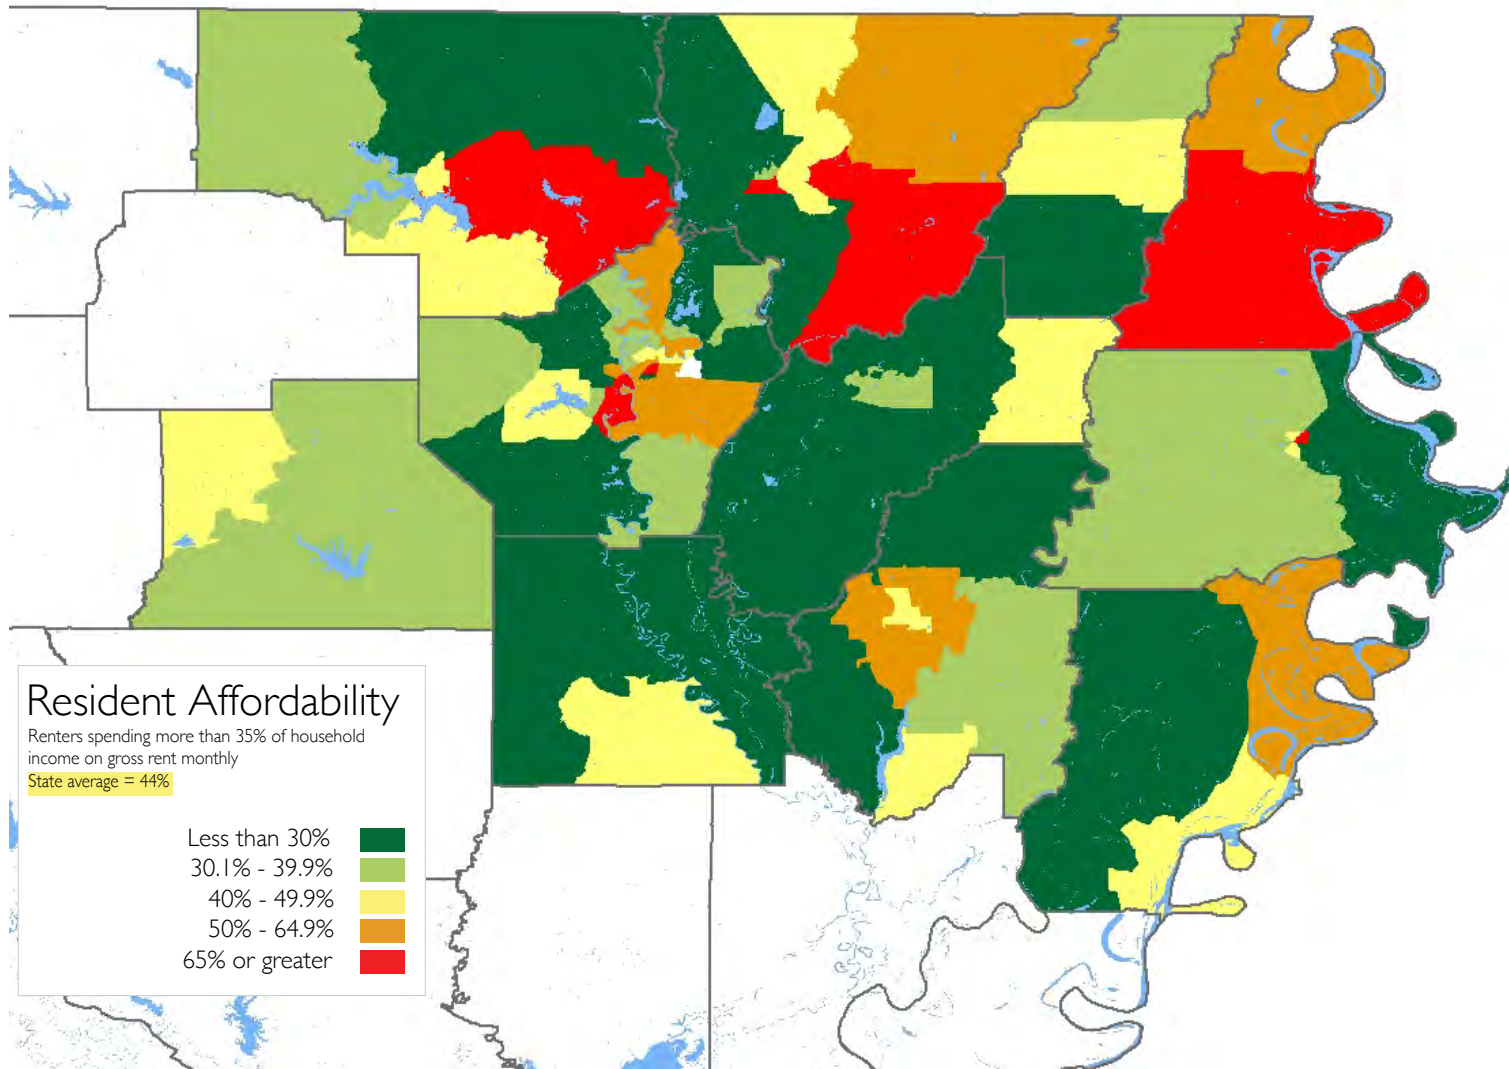 Resident Affordability
Renters spending more than 35% of household
income on gross rent monthly
State average = 44%
Less than 30%
30.1% - 39.9%
40% - 49.9%
50% - 64.9%
65% or greater